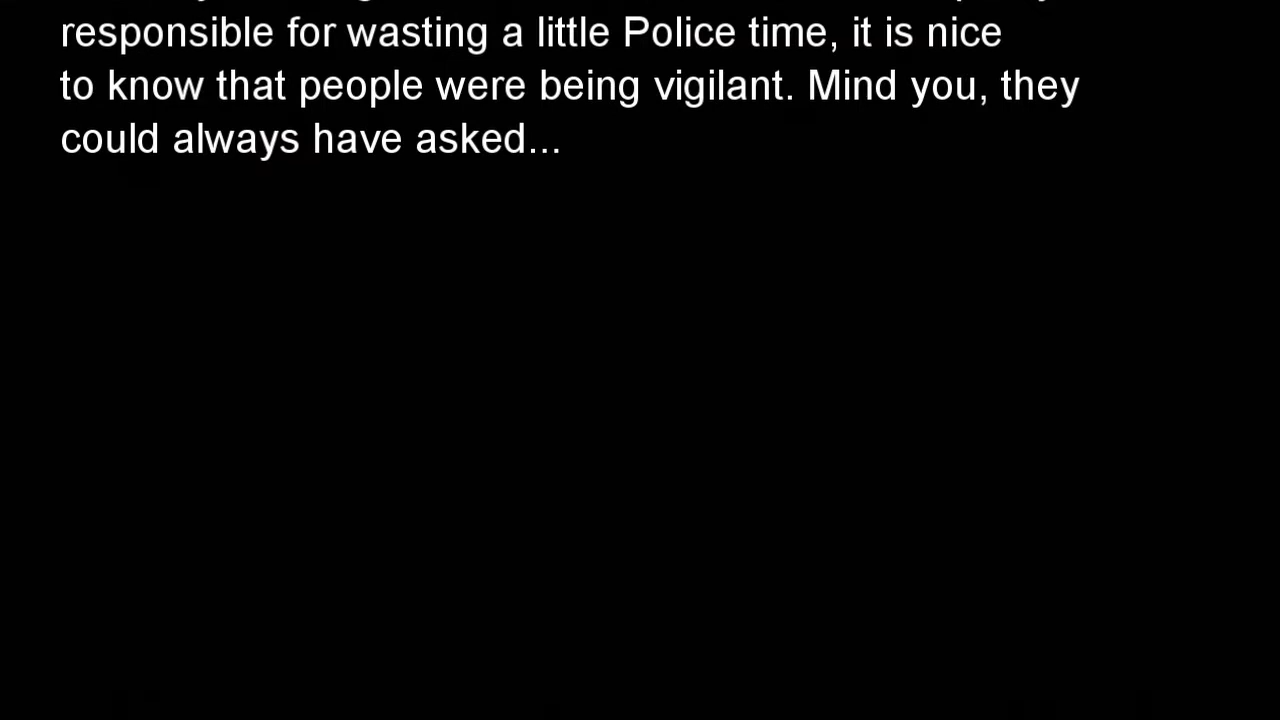 responsible for wasting a little Police time, it is nice
to know that people were being vigilant. Mind you, they
could always have asked...